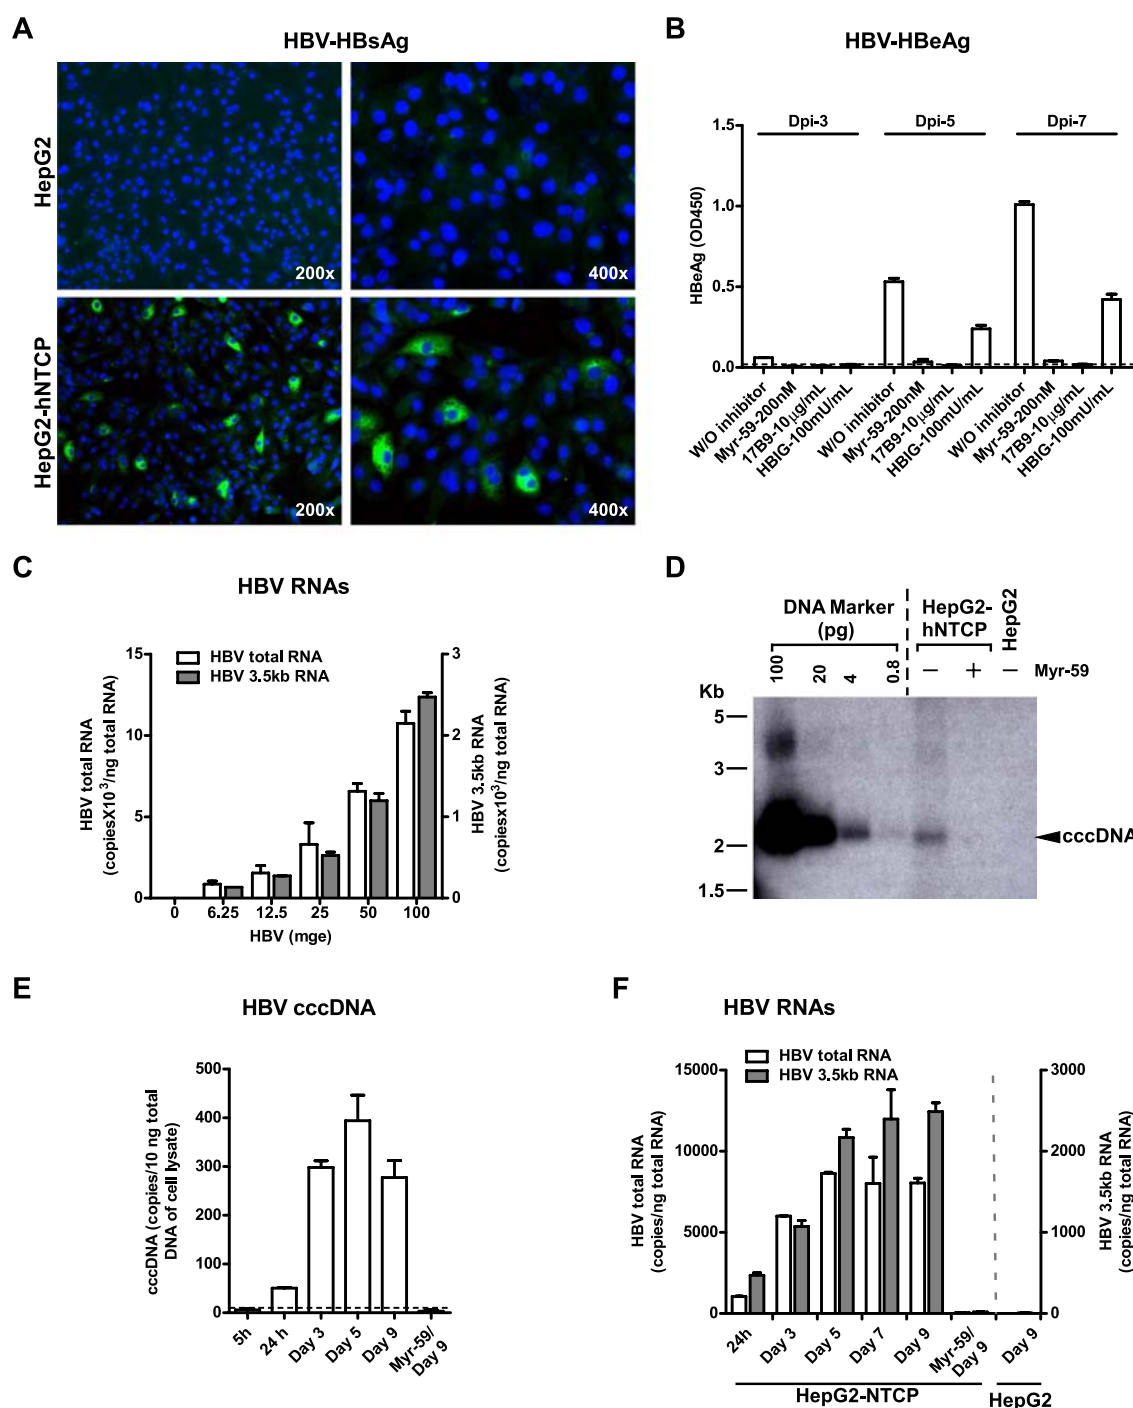 A
HBV-HBsAg
HepG2
200x
400x
HepG2-hNTCP
200x
400x
B
HBV-HBeAg
Dpi-3
Dpi-5
Dpi-7
HBeAg (OD450)
1.5
1.0
0.5
0.0
W/O inhibitor
Myr-59-200nM
17B9-10µg/mL
HBIG-100mU/mL
W/O inhibitor
Myr-59-200nM
17B9-10µg/mL
HBIG-100mU/mL
W/O inhibitor
Myr-59-200nM
17B9-10µg/mL
HBIG-100mU/mL
C
HBV RNAs
HBV total RNA
HBV 3.5kb RNA
HBV total RNA
(copiesX10³/ng total RNA)
15
10
5
0
3
2
1
0
HBV 3.5kb RNA
(copiesx10³/ng total RNA)
0 6.25 12.5 25 50 100
HBV (mge)
D
DNA Marker
(pg)
HepG2-
hNTCP
HepG2
100 20 4 0.8 − + − Myr-59
Kb
5
3
2
1.5
cccDNA
E
HBV cccDNA
cccDNA (copies/10 ng total
DNA of cell lysate)
500
400
300
200
100
0
5h
24 h
Day 3
Day 5
Day 9
Myr-59/
Day 9
F
HBV RNAs
HBV total RNA
HBV 3.5kb RNA
HBV total RNA
(copies/ng total RNA)
15000
10000
5000
0
3000
2000
1000
0
HBV 3.5kb RNA
(copies/ng total RNA)
24h
Day 3
Day 5
Day 7
Day 9
Myr-59/
Day 9
Day 9
HepG2-NTCP
HepG2